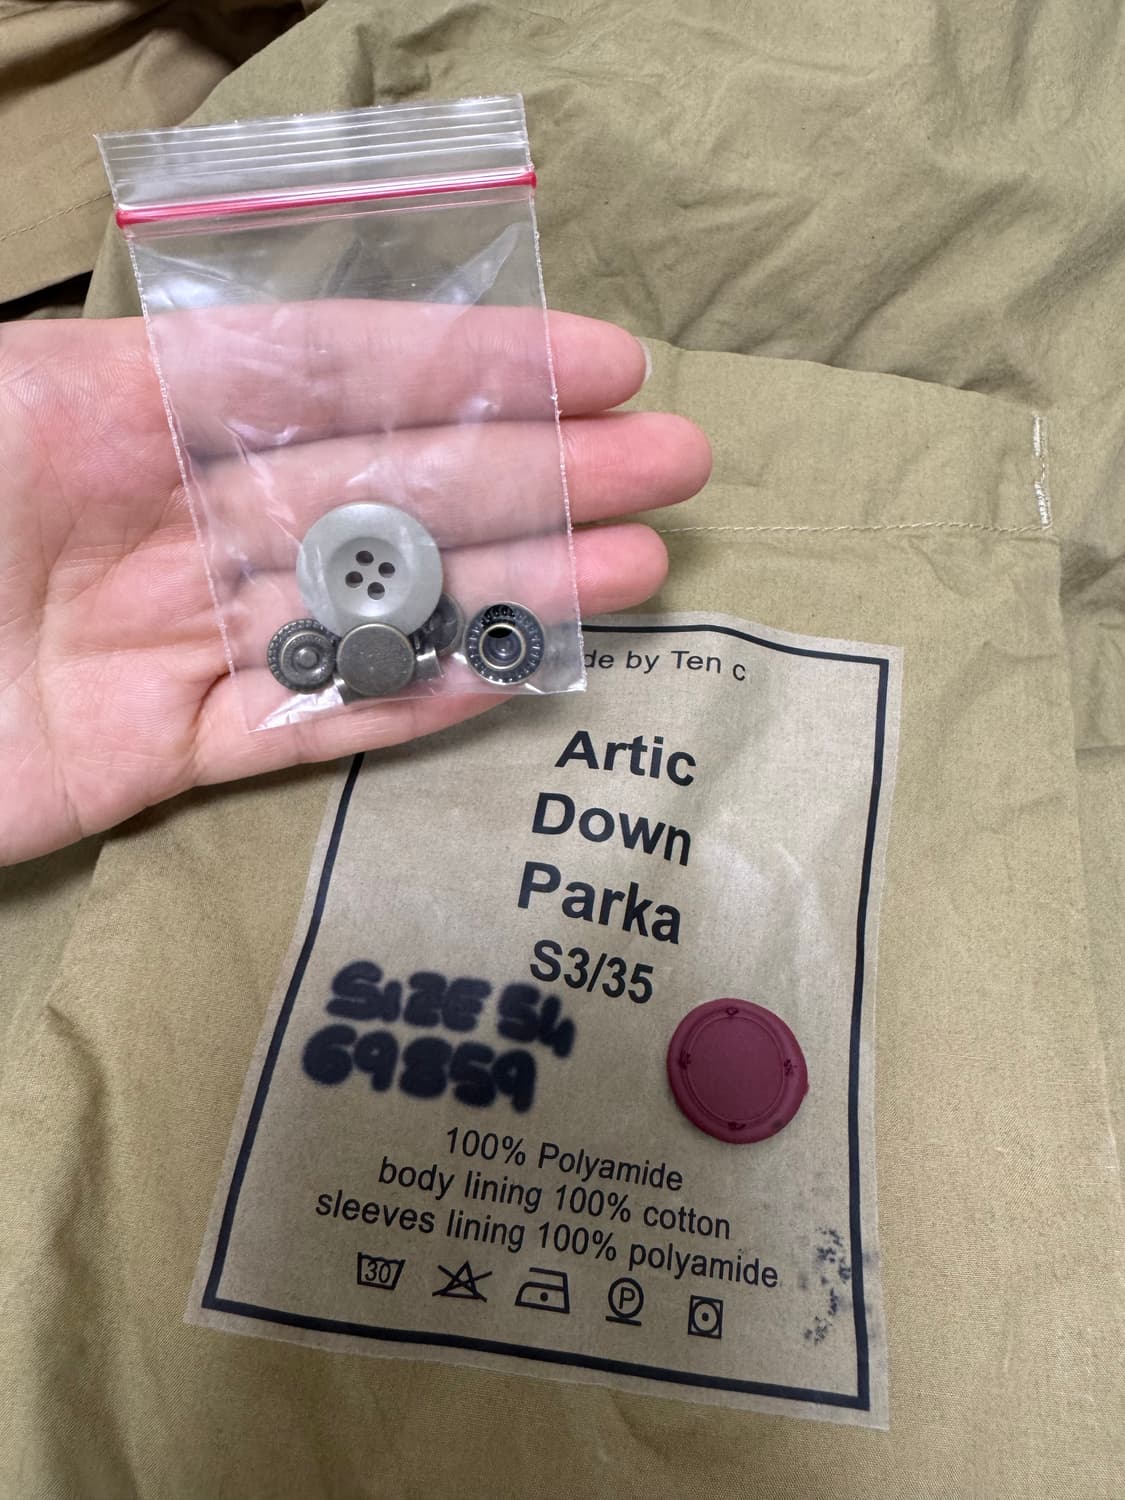 by Ten c
Artic
Down
Parka
S3/35
SIZE 54
69859
100% Polyamide
body lining 100% cotton
sleeves lining 100% polyamide
30
P